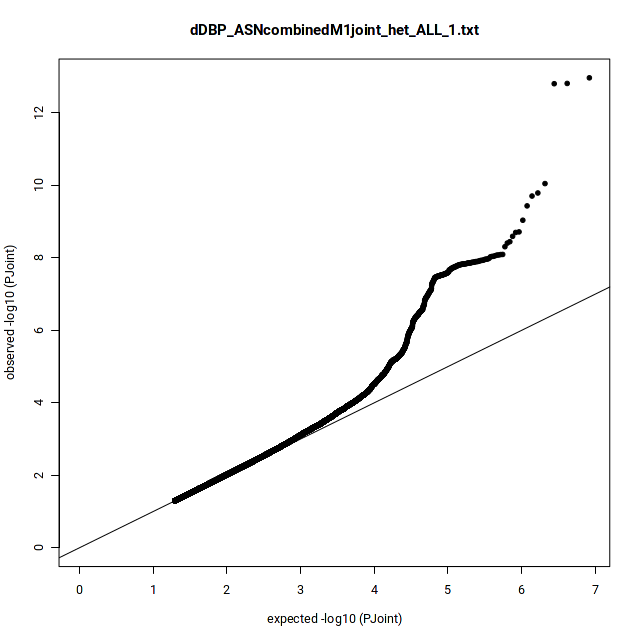 dDBP_ASNcombinedM1joint_het_ALL_1.txt
12
10
8
6
4
2
0
observed -log10 (PJoint)
0 1 2 3 4 5 6 7
expected -log10 (PJoint)